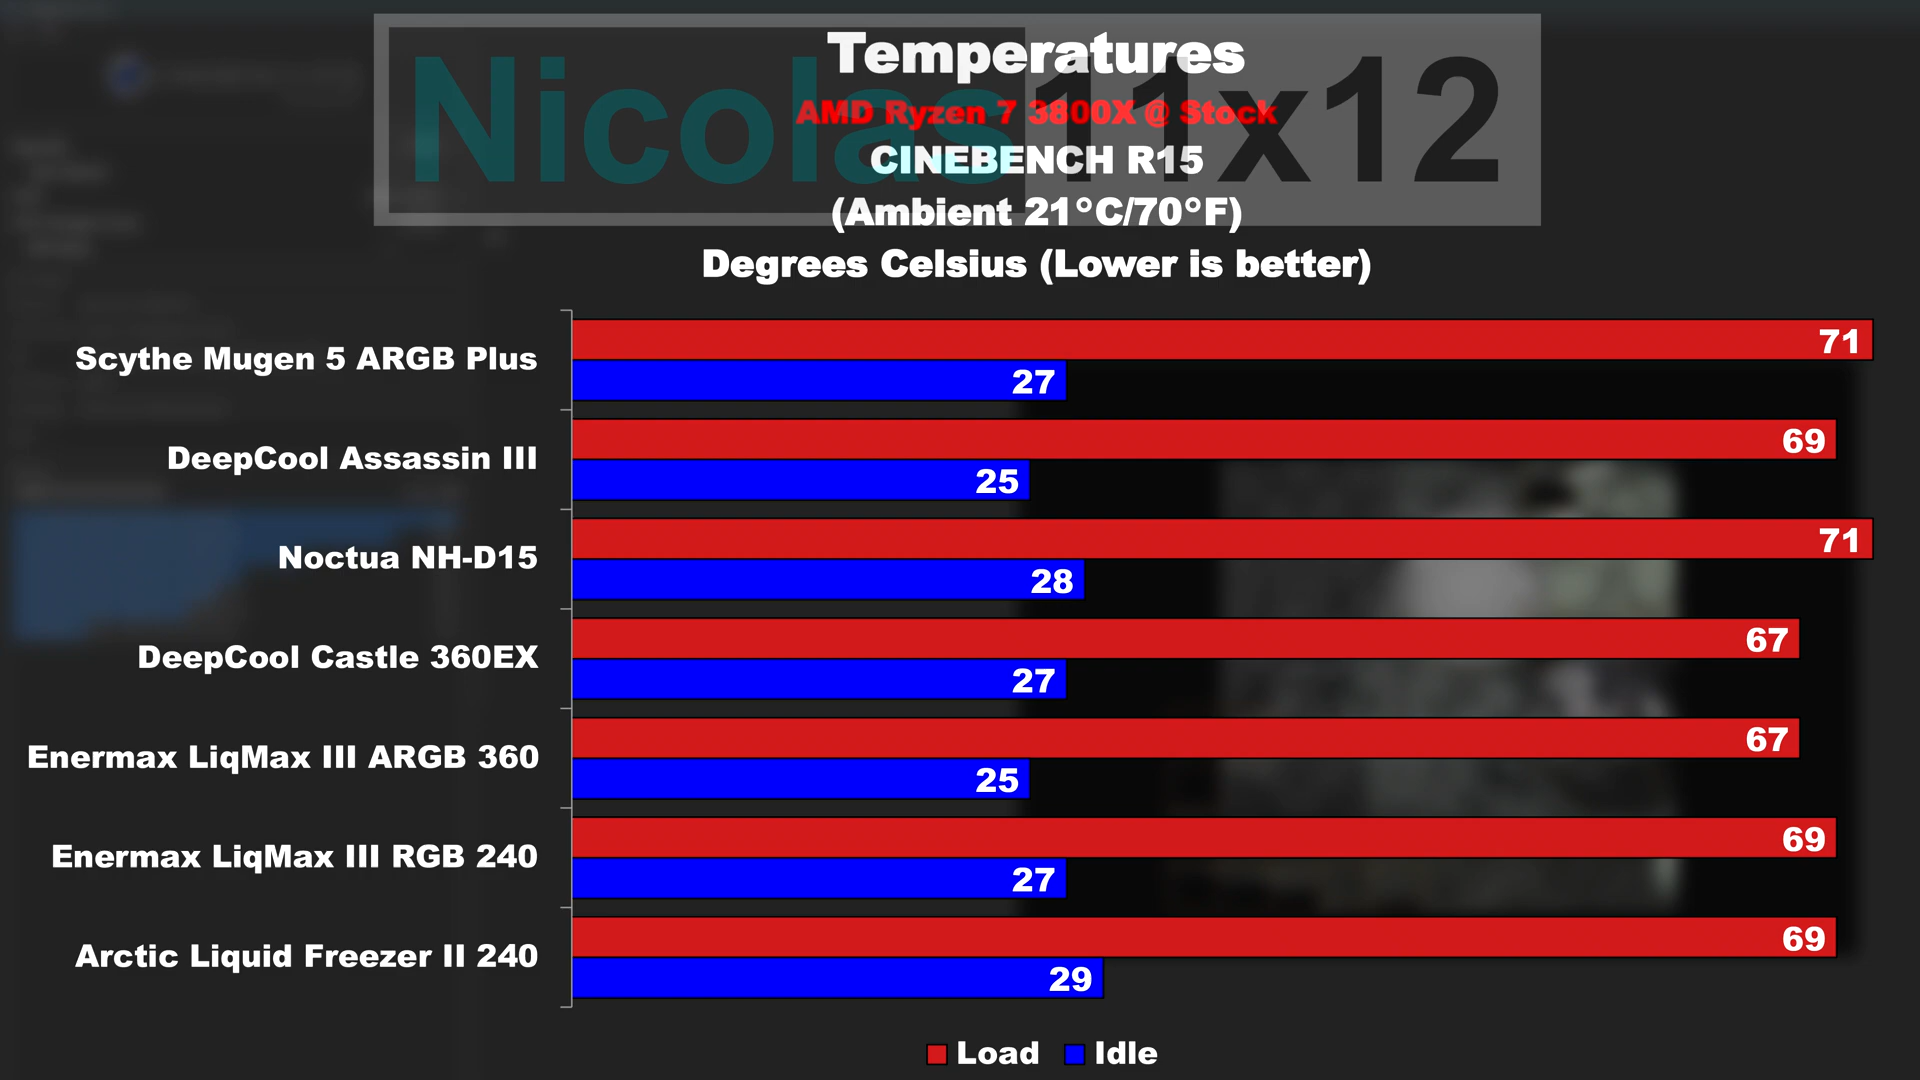 Nicolas11x12
Temperatures
AMD Ryzen 7 3800X @ Stock
CINEBENCH R15
(Ambient 21°C/70°F)
Degrees Celsius (Lower is better)
Scythe Mugen 5 ARGB Plus
71
27
DeepCool Assassin III
69
25
Noctua NH-D15
71
28
DeepCool Castle 360EX
67
27
Enermax LiqMax III ARGB 360
67
25
Enermax LiqMax III RGB 240
69
27
Arctic Liquid Freezer II 240
69
29
Load Idle